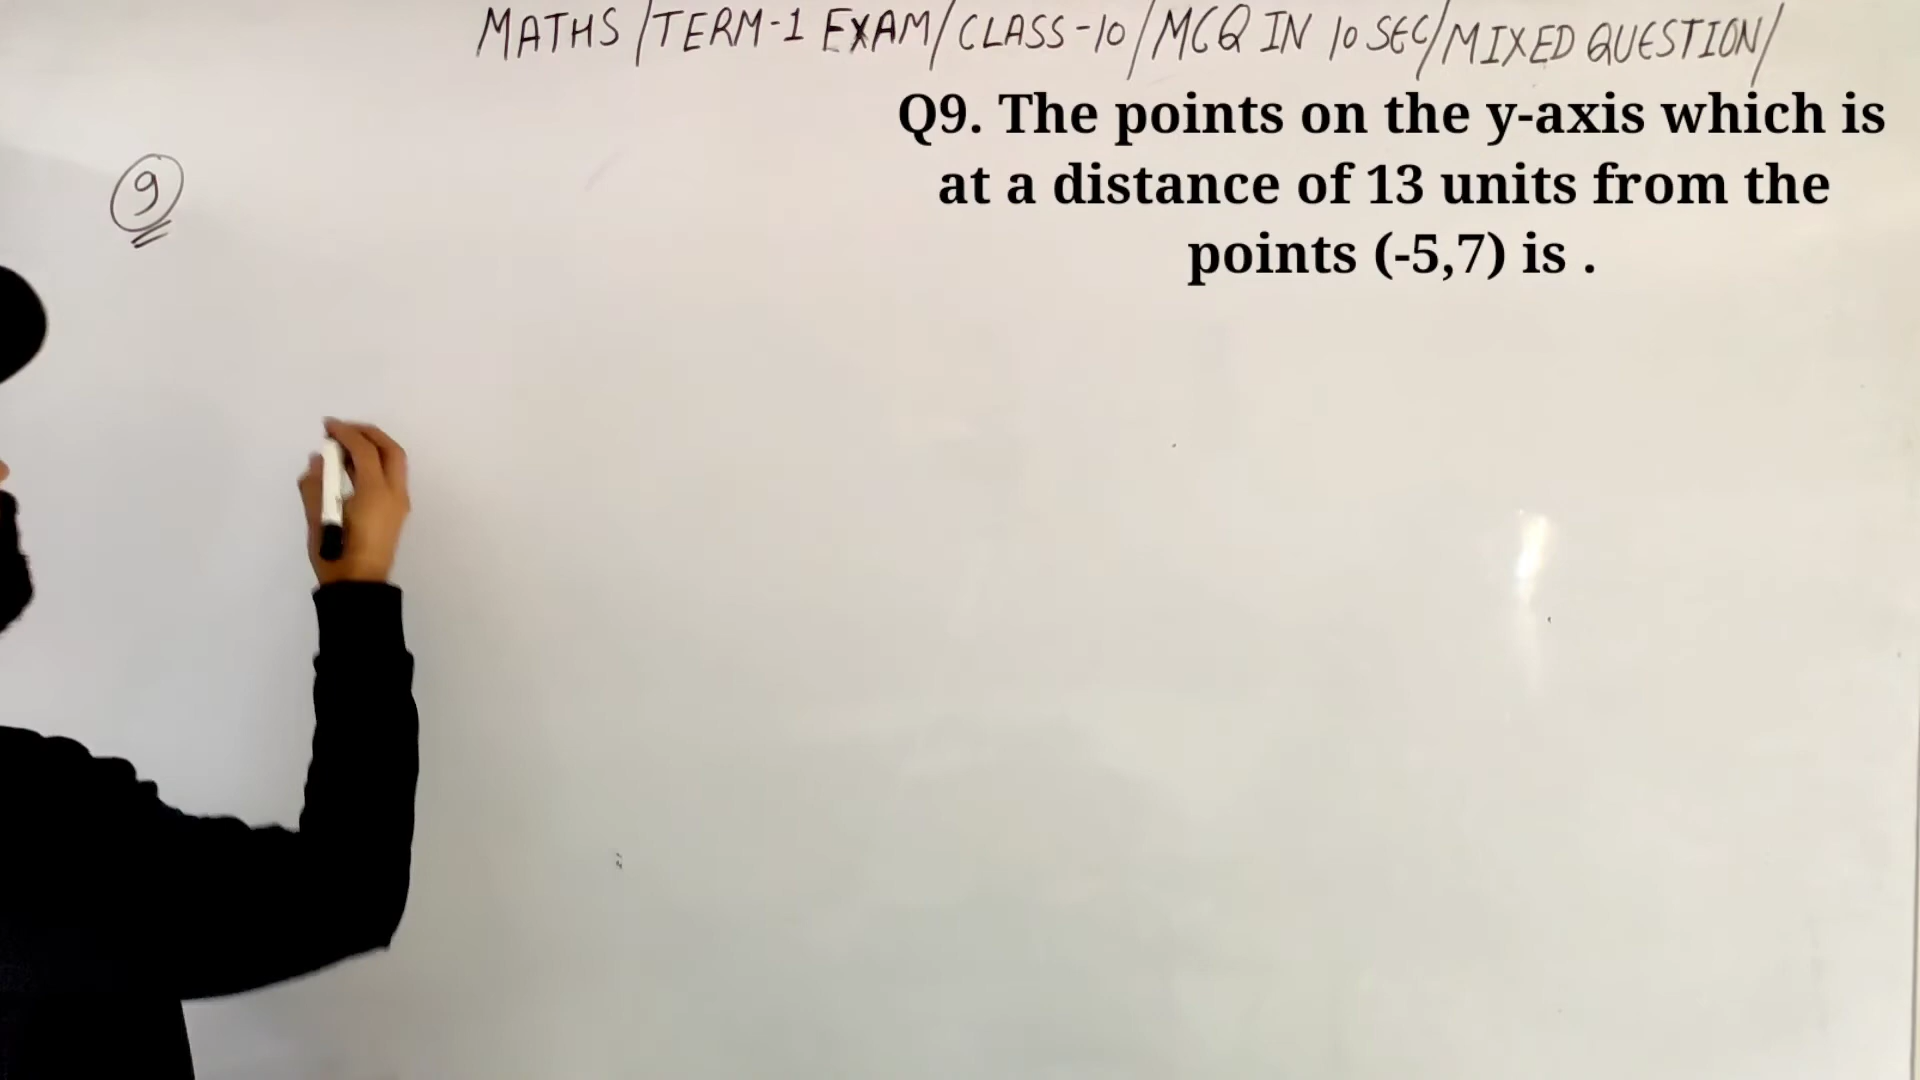 MATHS /TERM-1 EXAM/CLASS-10/MCQ IN 10 SEC/MIXED QUESTION/
Q9. The points on the y-axis which is
at a distance of 13 units from the
points (-5,7) is .
9